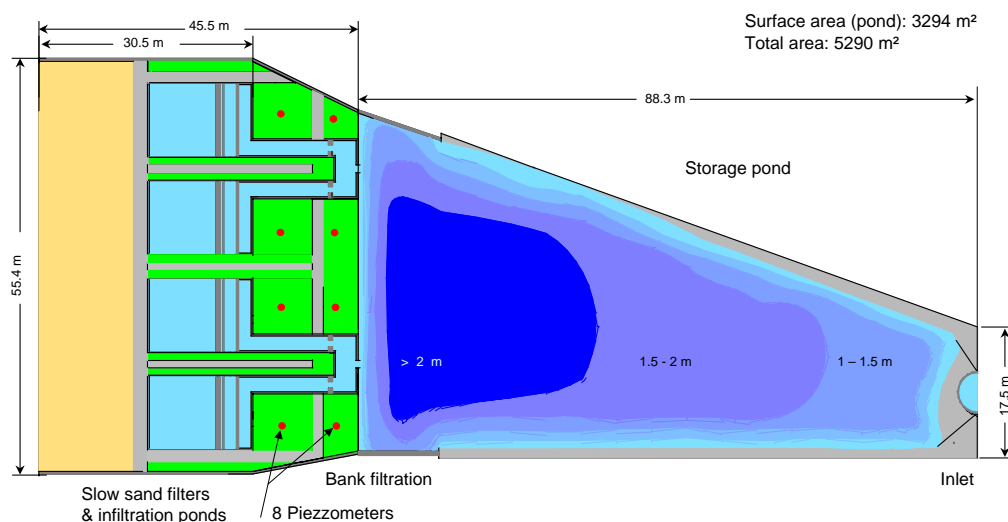 45.5 m
Surface area (pond): 3294 m²
Total area: 5290 m²
30.5 m
88.3 m
Storage pond
55.4 m
> 2 m
1.5 - 2 m
1 – 1.5 m
17.5 m
Bank filtration
Inlet
Slow sand filters
& infiltration ponds
8 Piezzometers